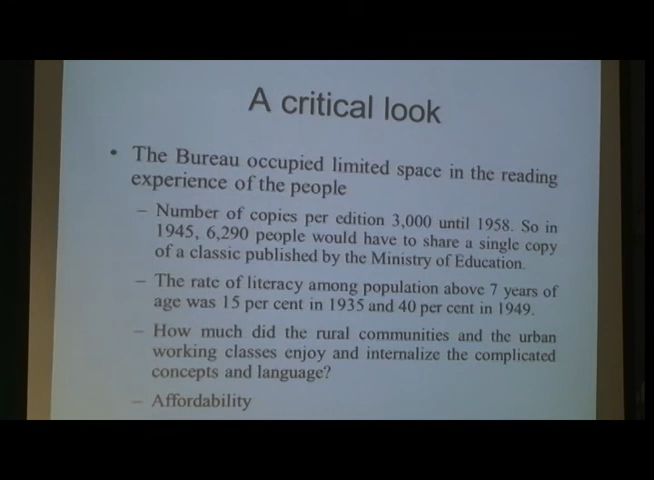 A critical look
• The Bureau occupied limited space in the reading
experience of the people
– Number of copies per edition 3,000 until 1958. So in
1945, 6,290 people would have to share a single copy
of a classic published by the Ministry of Education.
– The rate of literacy among population above 7 years of
age was 15 per cent in 1935 and 40 per cent in 1949.
– How much did the rural communities and the urban
working classes enjoy and internalize the complicated
concepts and language?
– Affordability